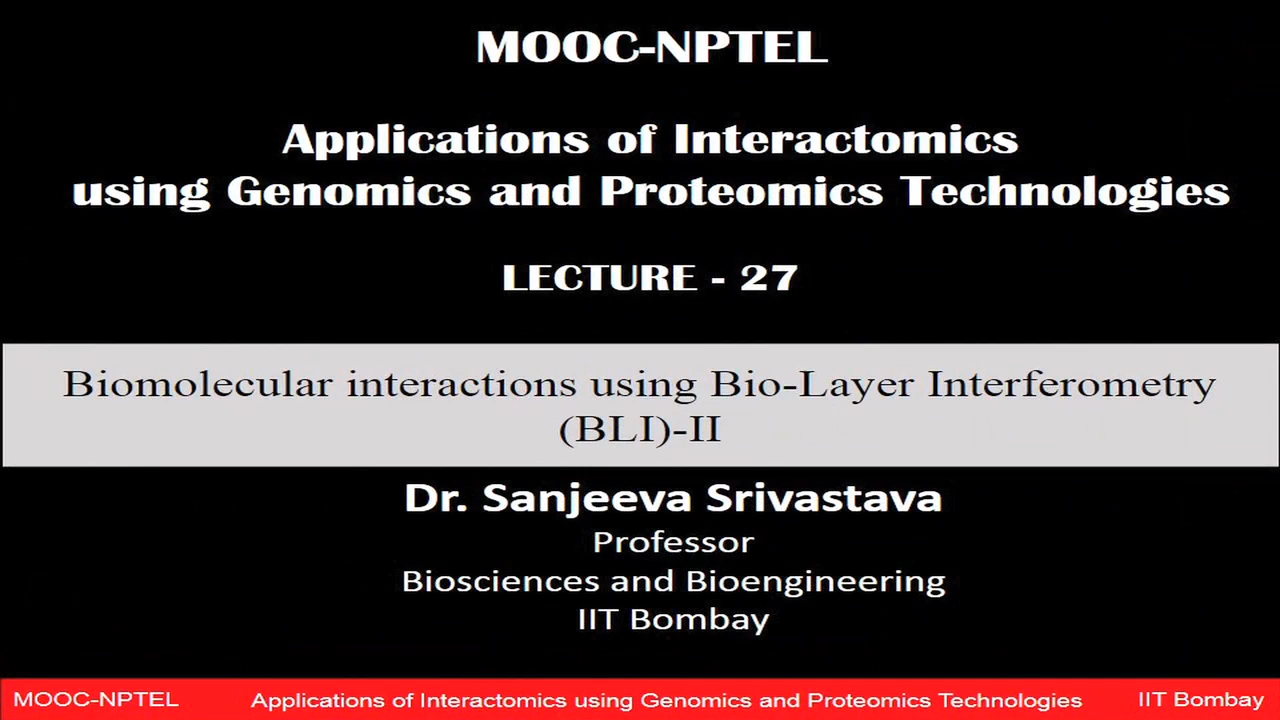 MOOC-NPTEL
Applications of Interactomics
using Genomics and Proteomics Technologies
LECTURE - 27
Biomolecular interactions using Bio-Layer Interferometry
(BLI)-II
Dr. Sanjeeva Srivastava
Professor
Biosciences and Bioengineering
IIT Bombay
MOOC-NPTEL Applications of Interactomics using Genomics and Proteomics Technologies IIT Bombay